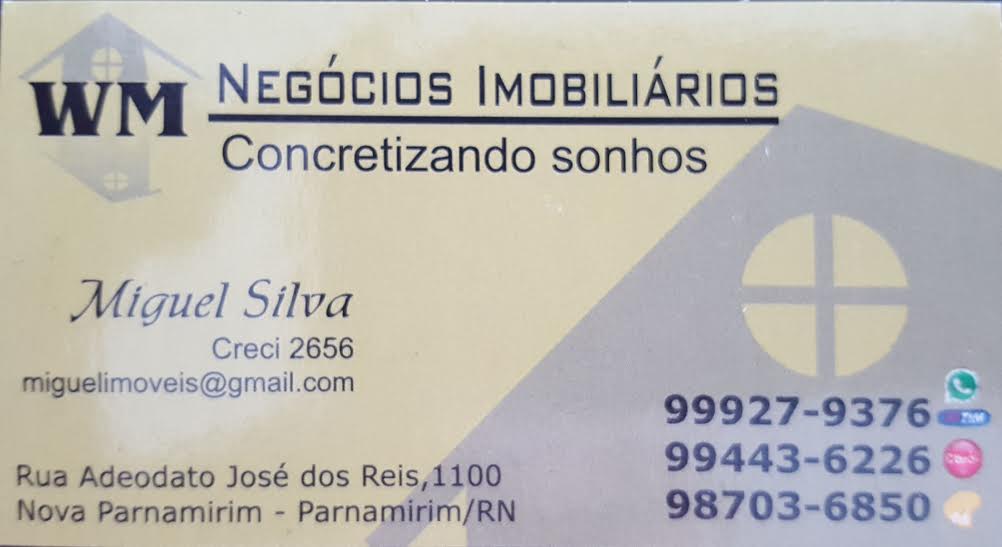 WM NEGÓCIOS IMOBILIÁRIOS
Concretizando sonhos
Miguel Silva
Creci 2656
miguelimoveis@gmail.com
99927-9376
99443-6226
98703-6850
Rua Adeodato José dos Reis,1100
Nova Parnamirim - Parnamirim/RN